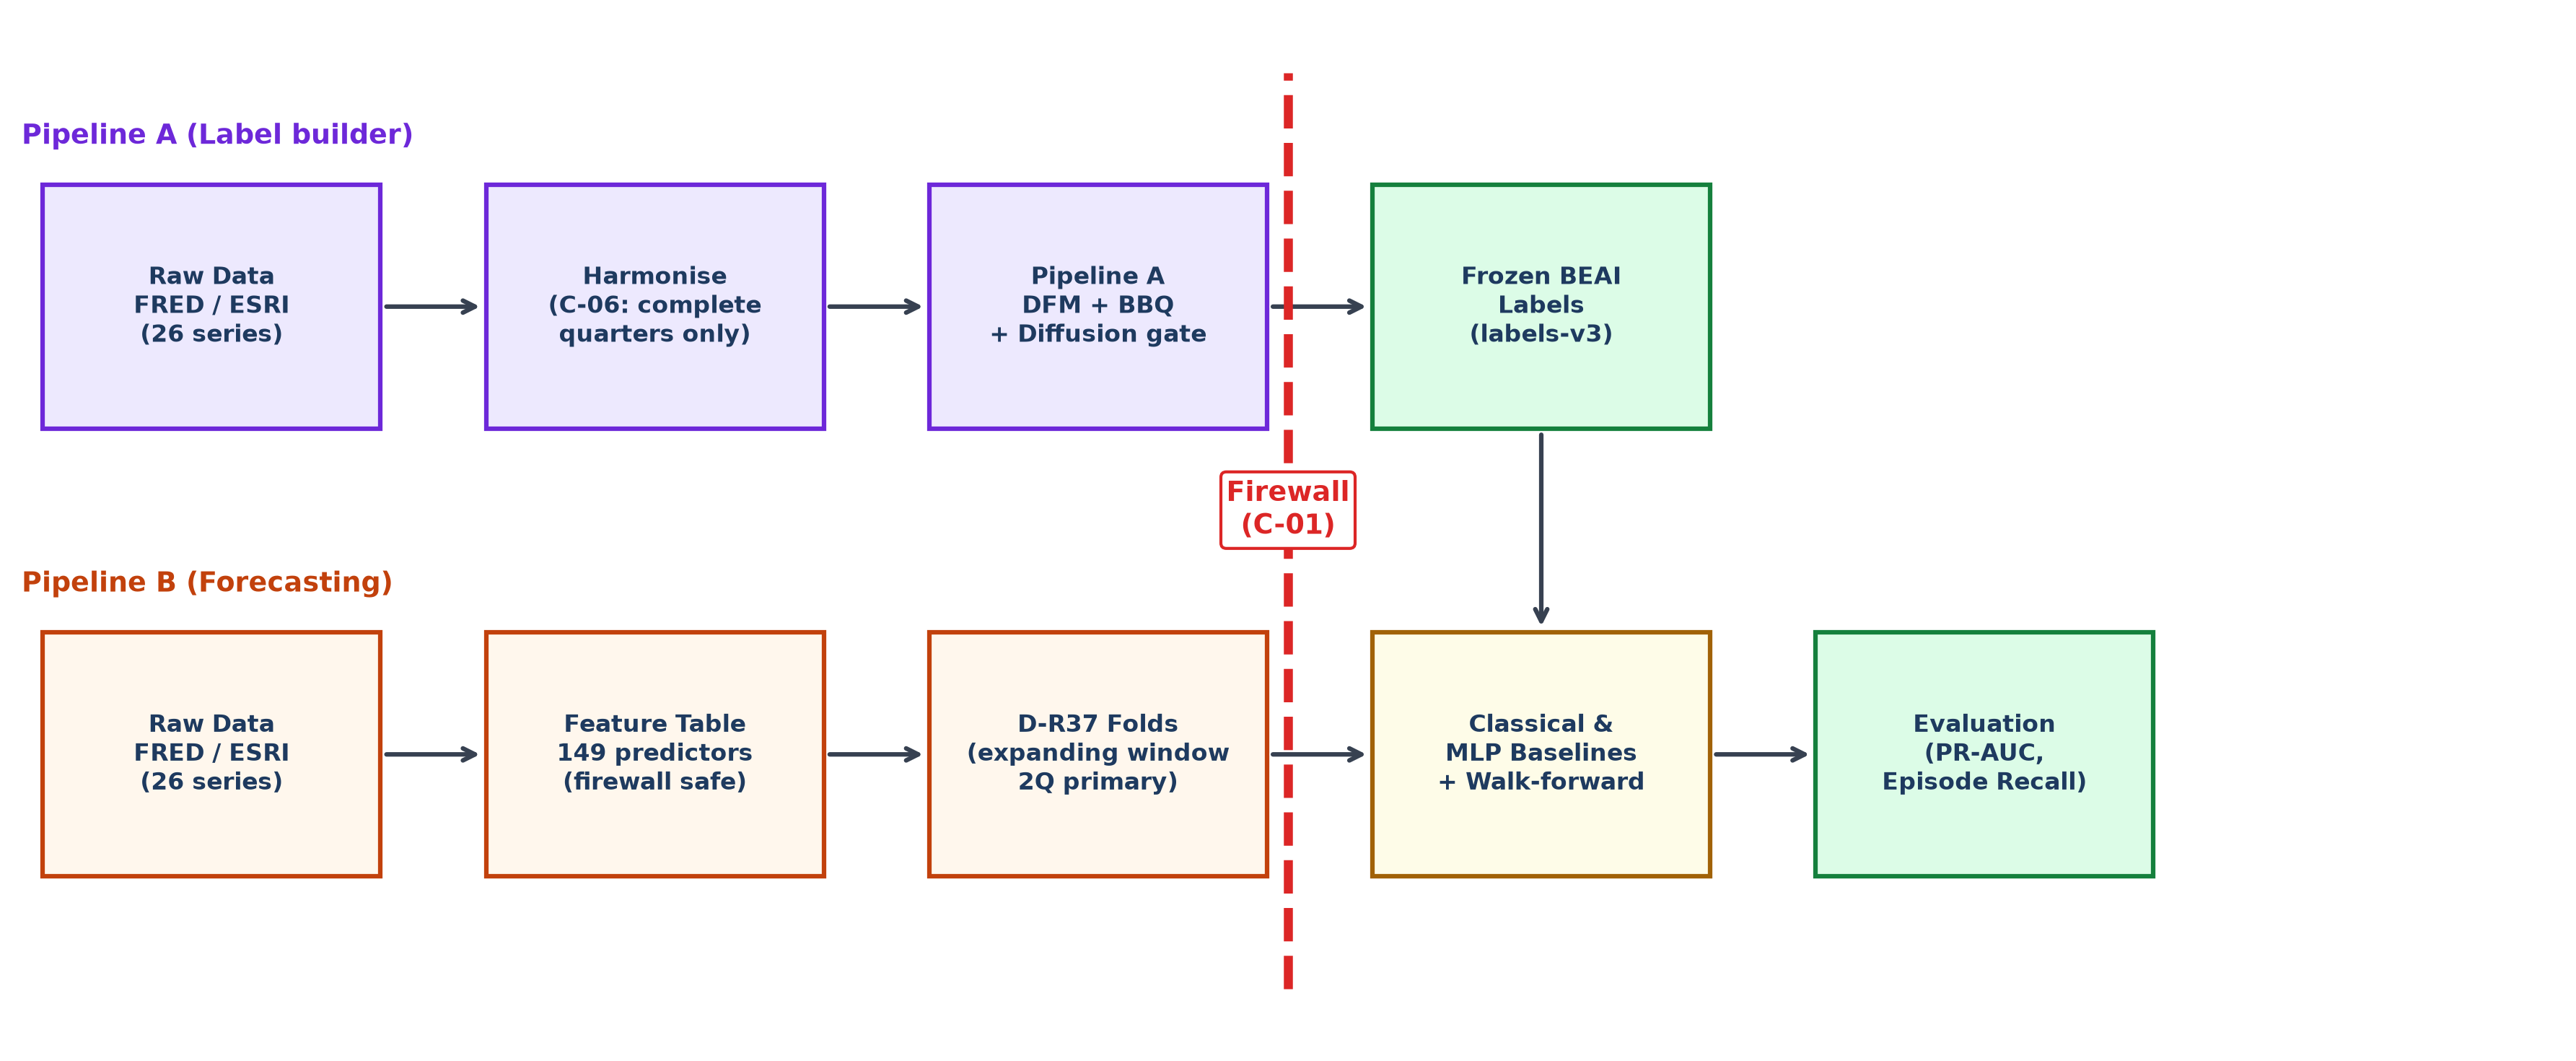 Pipeline A (Label builder)
Raw Data
FRED / ESRI
(26 series)
Harmonise
(C-06: complete
quarters only)
Pipeline A
DFM + BBQ
+ Diffusion gate
Frozen BEAI
Labels
(labels-v3)
Firewall
(C-01)
Pipeline B (Forecasting)
Raw Data
FRED / ESRI
(26 series)
Feature Table
149 predictors
(firewall safe)
D-R37 Folds
(expanding window
2Q primary)
Classical &
MLP Baselines
+ Walk-forward
Evaluation
(PR-AUC,
Episode Recall)